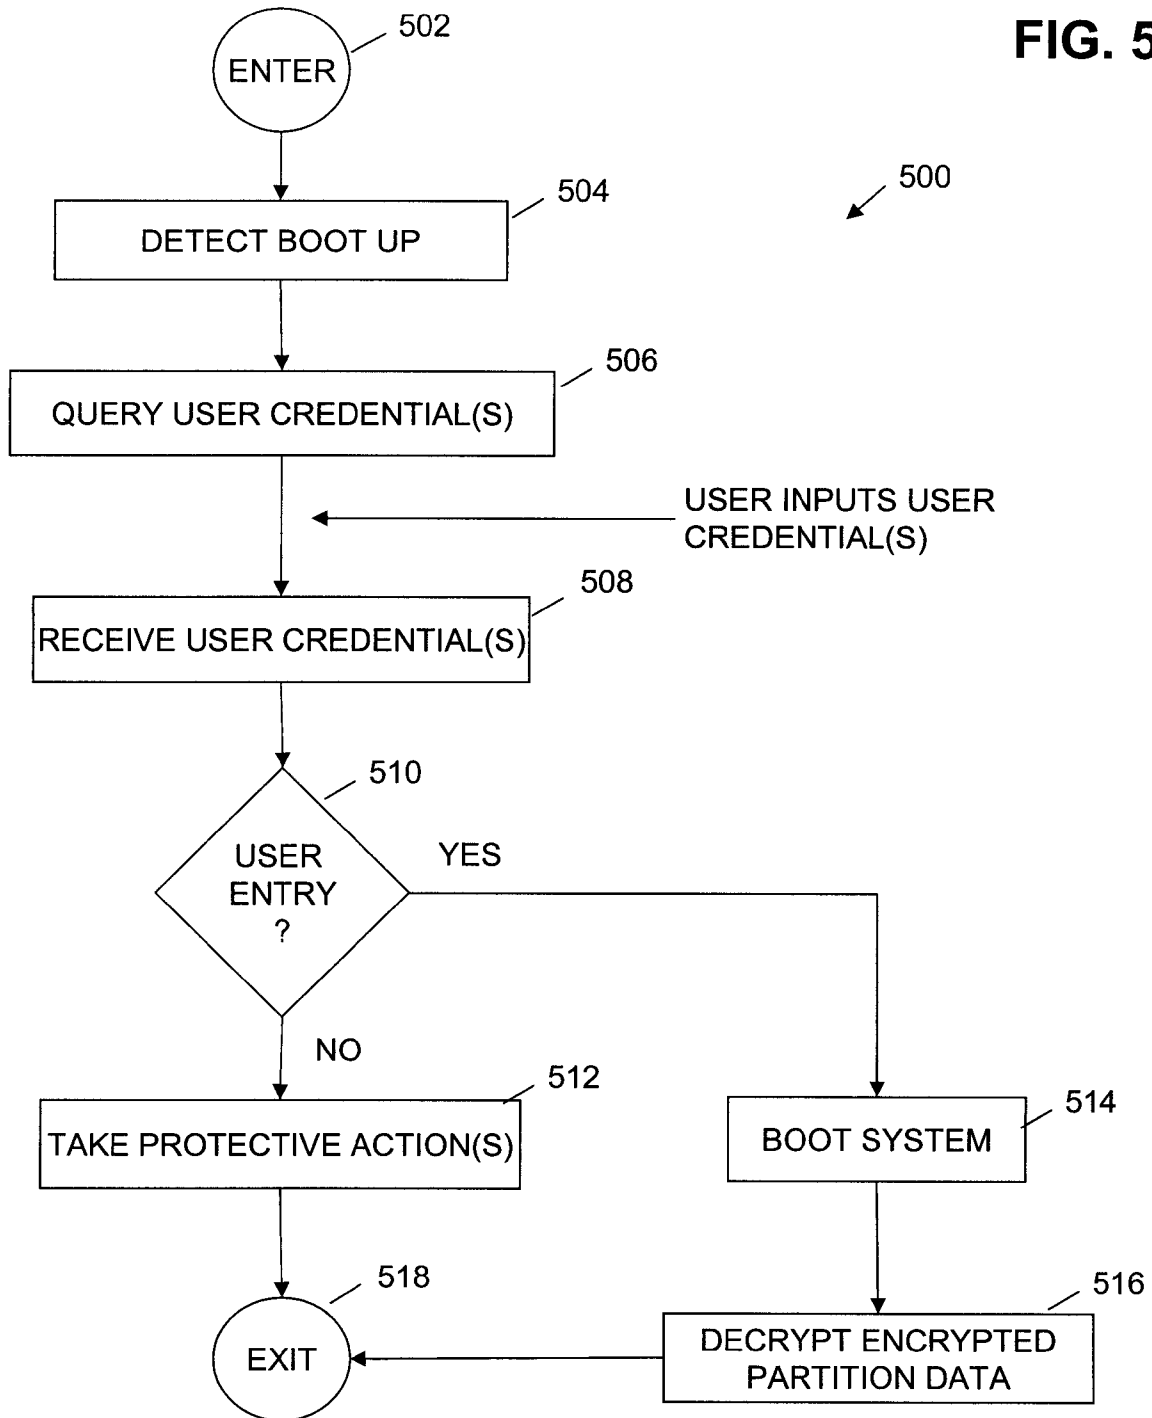 FIG. 5
502
ENTER
500
504
DETECT BOOT UP
506
QUERY USER CREDENTIAL(S)
USER INPUTS USER
CREDENTIAL(S)
508
RECEIVE USER CREDENTIAL(S)
510
USER
ENTRY
?
YES
NO
512
TAKE PROTECTIVE ACTION(S)
514
BOOT SYSTEM
518
EXIT
516
DECRYPT ENCRYPTED
PARTITION DATA